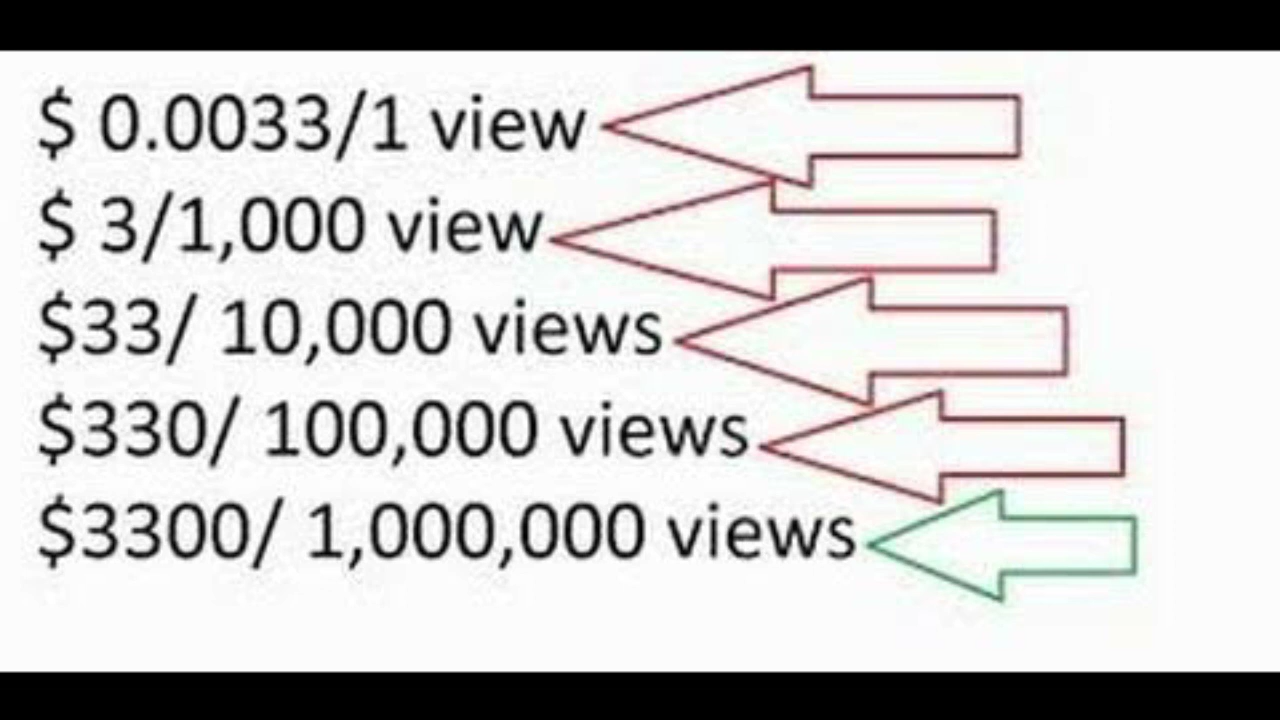 $ 0.0033/1 view
$ 3/1,000 view
$33/ 10,000 views
$330/ 100,000 views
$3300/ 1,000,000 views